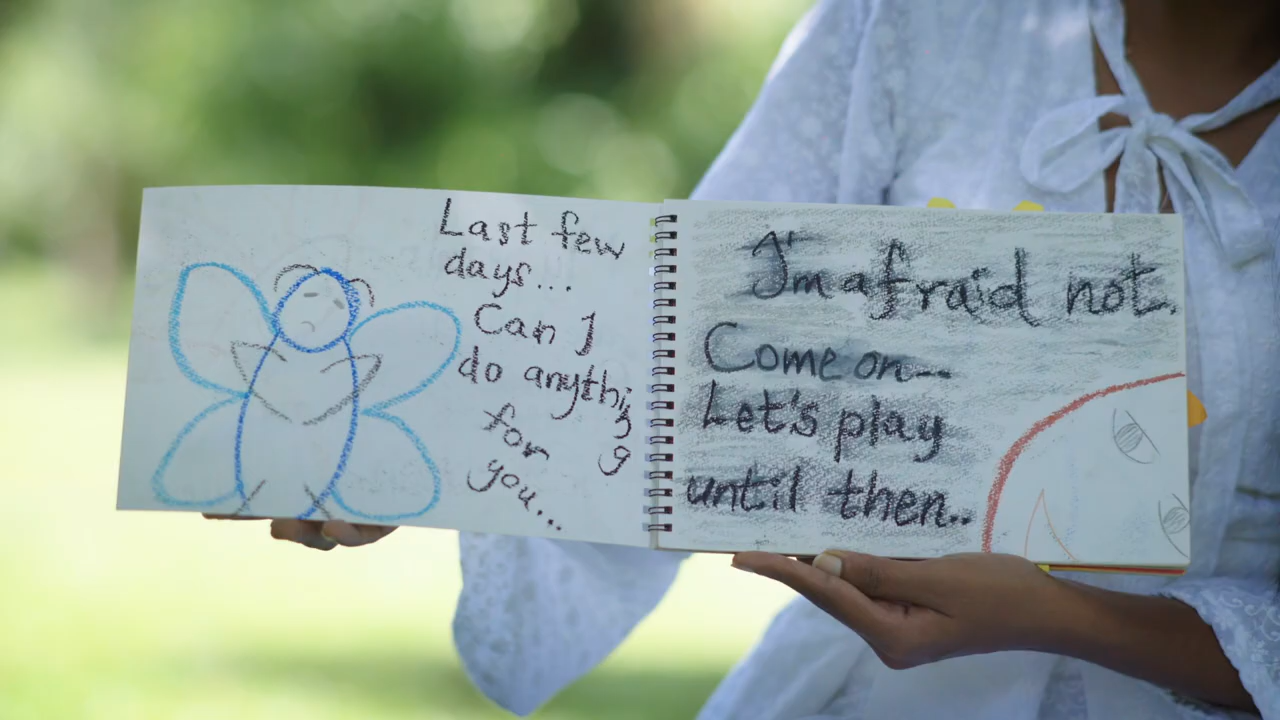 Last few
days...
Can I
do anything
for
you...
I'm afraid not.
Come on—
Let's play
until then..